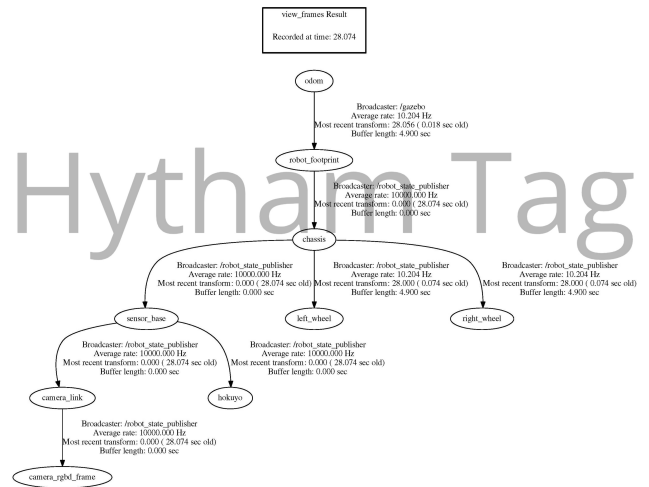 view_frames Result
Recorded at time: 28.074
odom
Broadcaster: /gazebo
Average rate: 10.204 Hz
Most recent transform: 28.056 ( 0.018 sec old)
Buffer length: 4.900 sec
robot_footprint
Hytham Tag
Broadcaster: /robot_state_publisher
Average rate: 10000.000 Hz
Most recent transform: 0.000 ( 28.074 sec old)
Buffer length: 0.000 sec
chassis
Broadcaster: /robot_state_publisher
Average rate: 10000.000 Hz
Most recent transform: 0.000 ( 28.074 sec old)
Buffer length: 0.000 sec
Broadcaster: /robot_state_publisher
Average rate: 10.204 Hz
Most recent transform: 28.000 ( 0.074 sec old)
Buffer length: 4.900 sec
Broadcaster: /robot_state_publisher
Average rate: 10.204 Hz
Most recent transform: 28.000 ( 0.074 sec old)
Buffer length: 4.900 sec
sensor_base
left_wheel
right_wheel
Broadcaster: /robot_state_publisher
Average rate: 10000.000 Hz
Most recent transform: 0.000 ( 28.074 sec old)
Buffer length: 0.000 sec
Broadcaster: /robot_state_publisher
Average rate: 10000.000 Hz
Most recent transform: 0.000 ( 28.074 sec old)
Buffer length: 0.000 sec
camera_link
hokuyo
Broadcaster: /robot_state_publisher
Average rate: 10000.000 Hz
Most recent transform: 0.000 ( 28.074 sec old)
Buffer length: 0.000 sec
camera_rgbd_frame